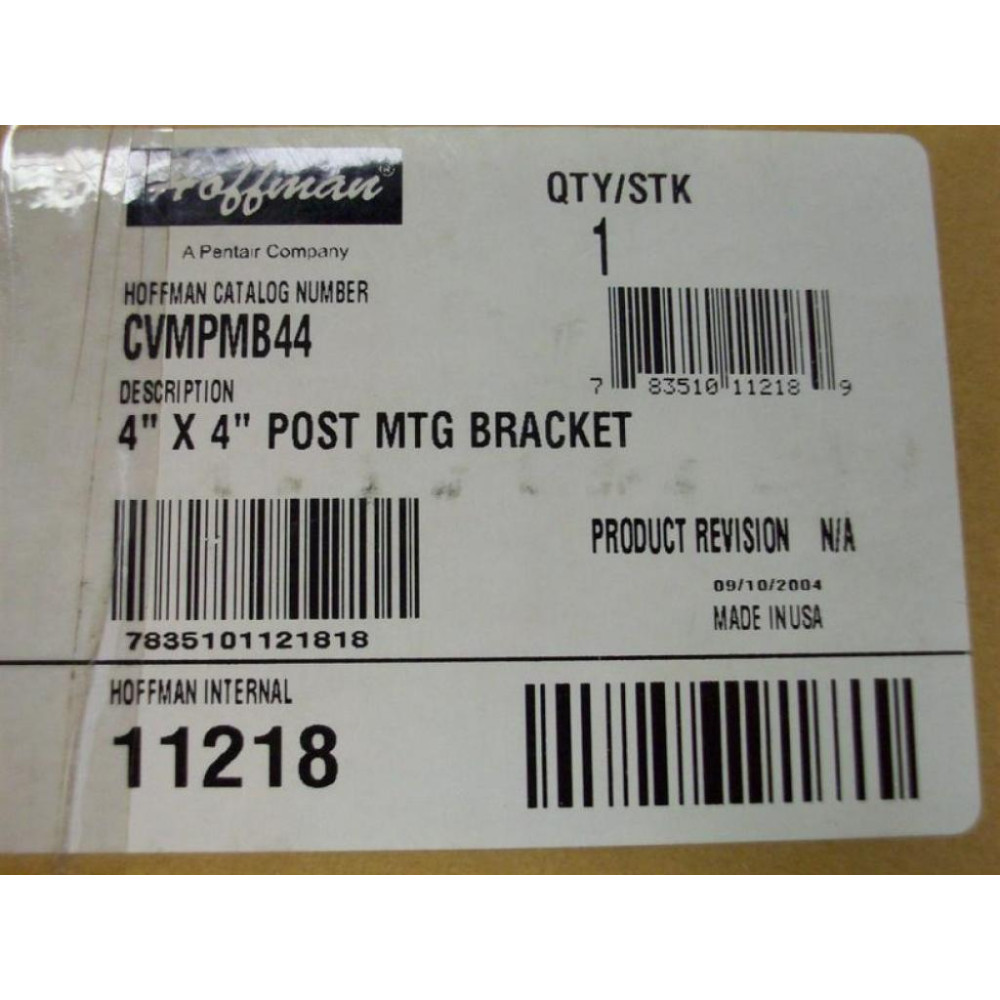 Hoffman®
A Pentair Company
QTY/STK
1
HOFFMAN CATALOG NUMBER
CVMPMB44
7 83510 11218 9
DESCRIPTION
4" X 4" POST MTG BRACKET
7835101121818
PRODUCT REVISION N/A
09/10/2004
MADE IN USA
HOFFMAN INTERNAL
11218